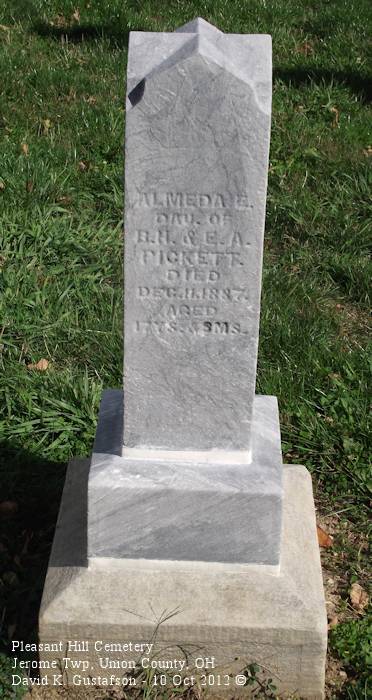 ALMEDA E.
DAU. OF
B.H. & E. A.
PICKETT.
DIED
DEC. 11. 1887.
AGED
17 YS. & 3 MS.
Pleasant Hill Cemetery
Jerome Twp, Union County, OH
David K. Gustafson - 10 Oct 2012 ©